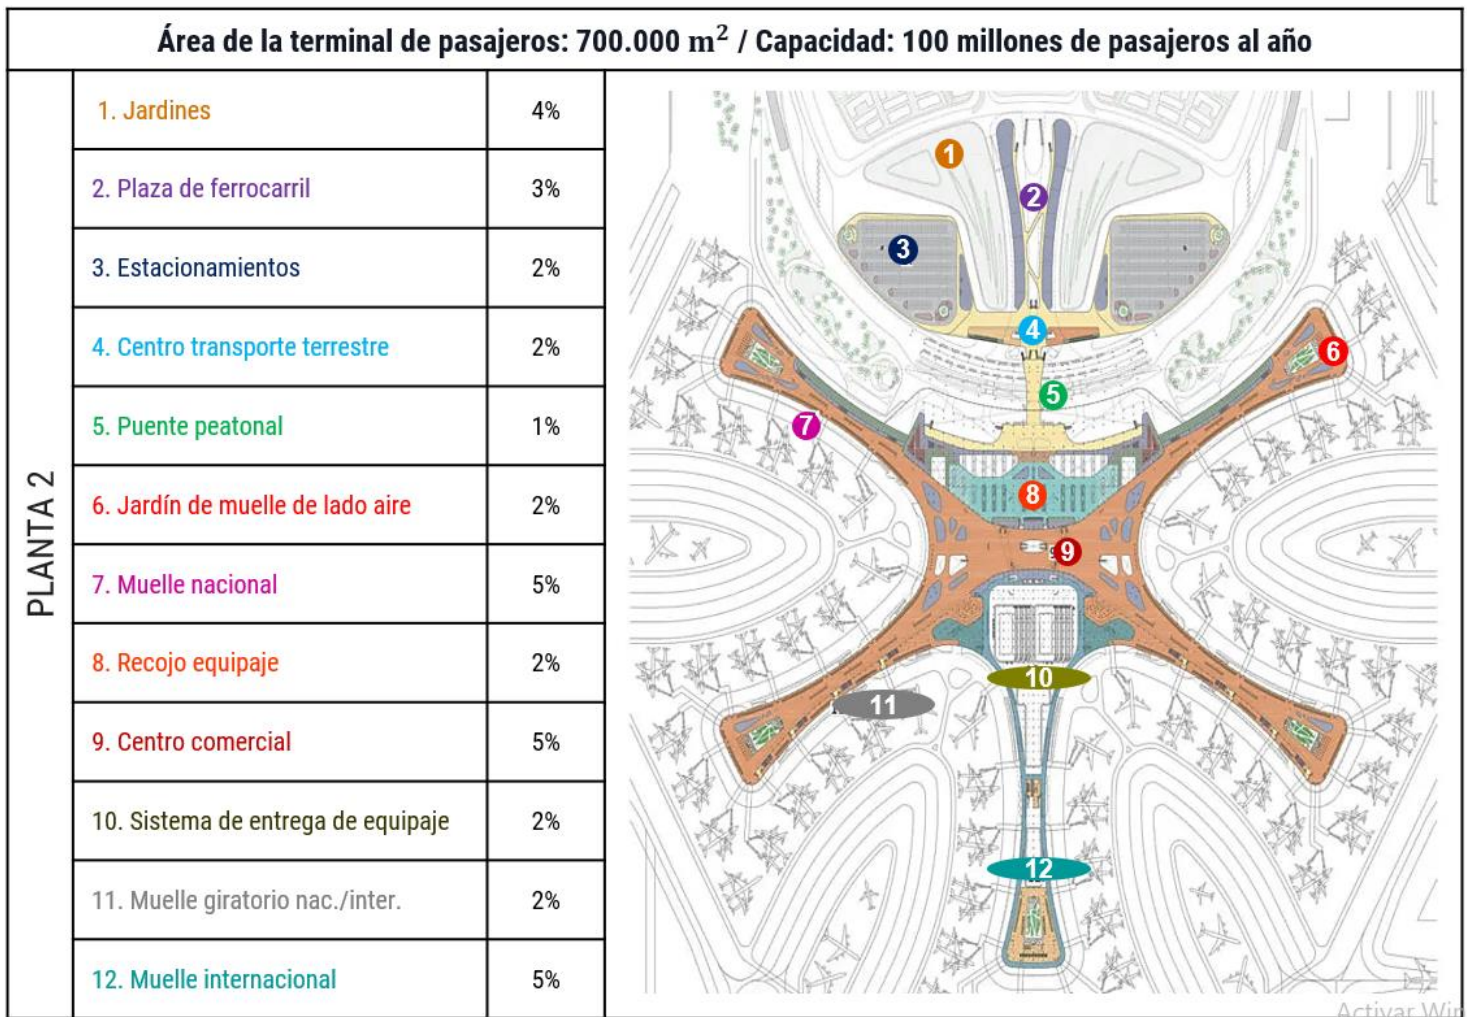 Área de la terminal de pasajeros: 700.000 m² / Capacidad: 100 millones de pasajeros al año
PLANTA 2
1. Jardines 4%
2. Plaza de ferrocarril 3%
3. Estacionamientos 2%
4. Centro transporte terrestre 2%
5. Puente peatonal 1%
6. Jardín de muelle de lado aire 2%
7. Muelle nacional 5%
8. Recojo equipaje 2%
9. Centro comercial 5%
10. Sistema de entrega de equipaje 2%
11. Muelle giratorio nac./inter. 2%
12. Muelle internacional 5%
1
2
3
4
6
5
7
8
9
10
11
12
Activar Win